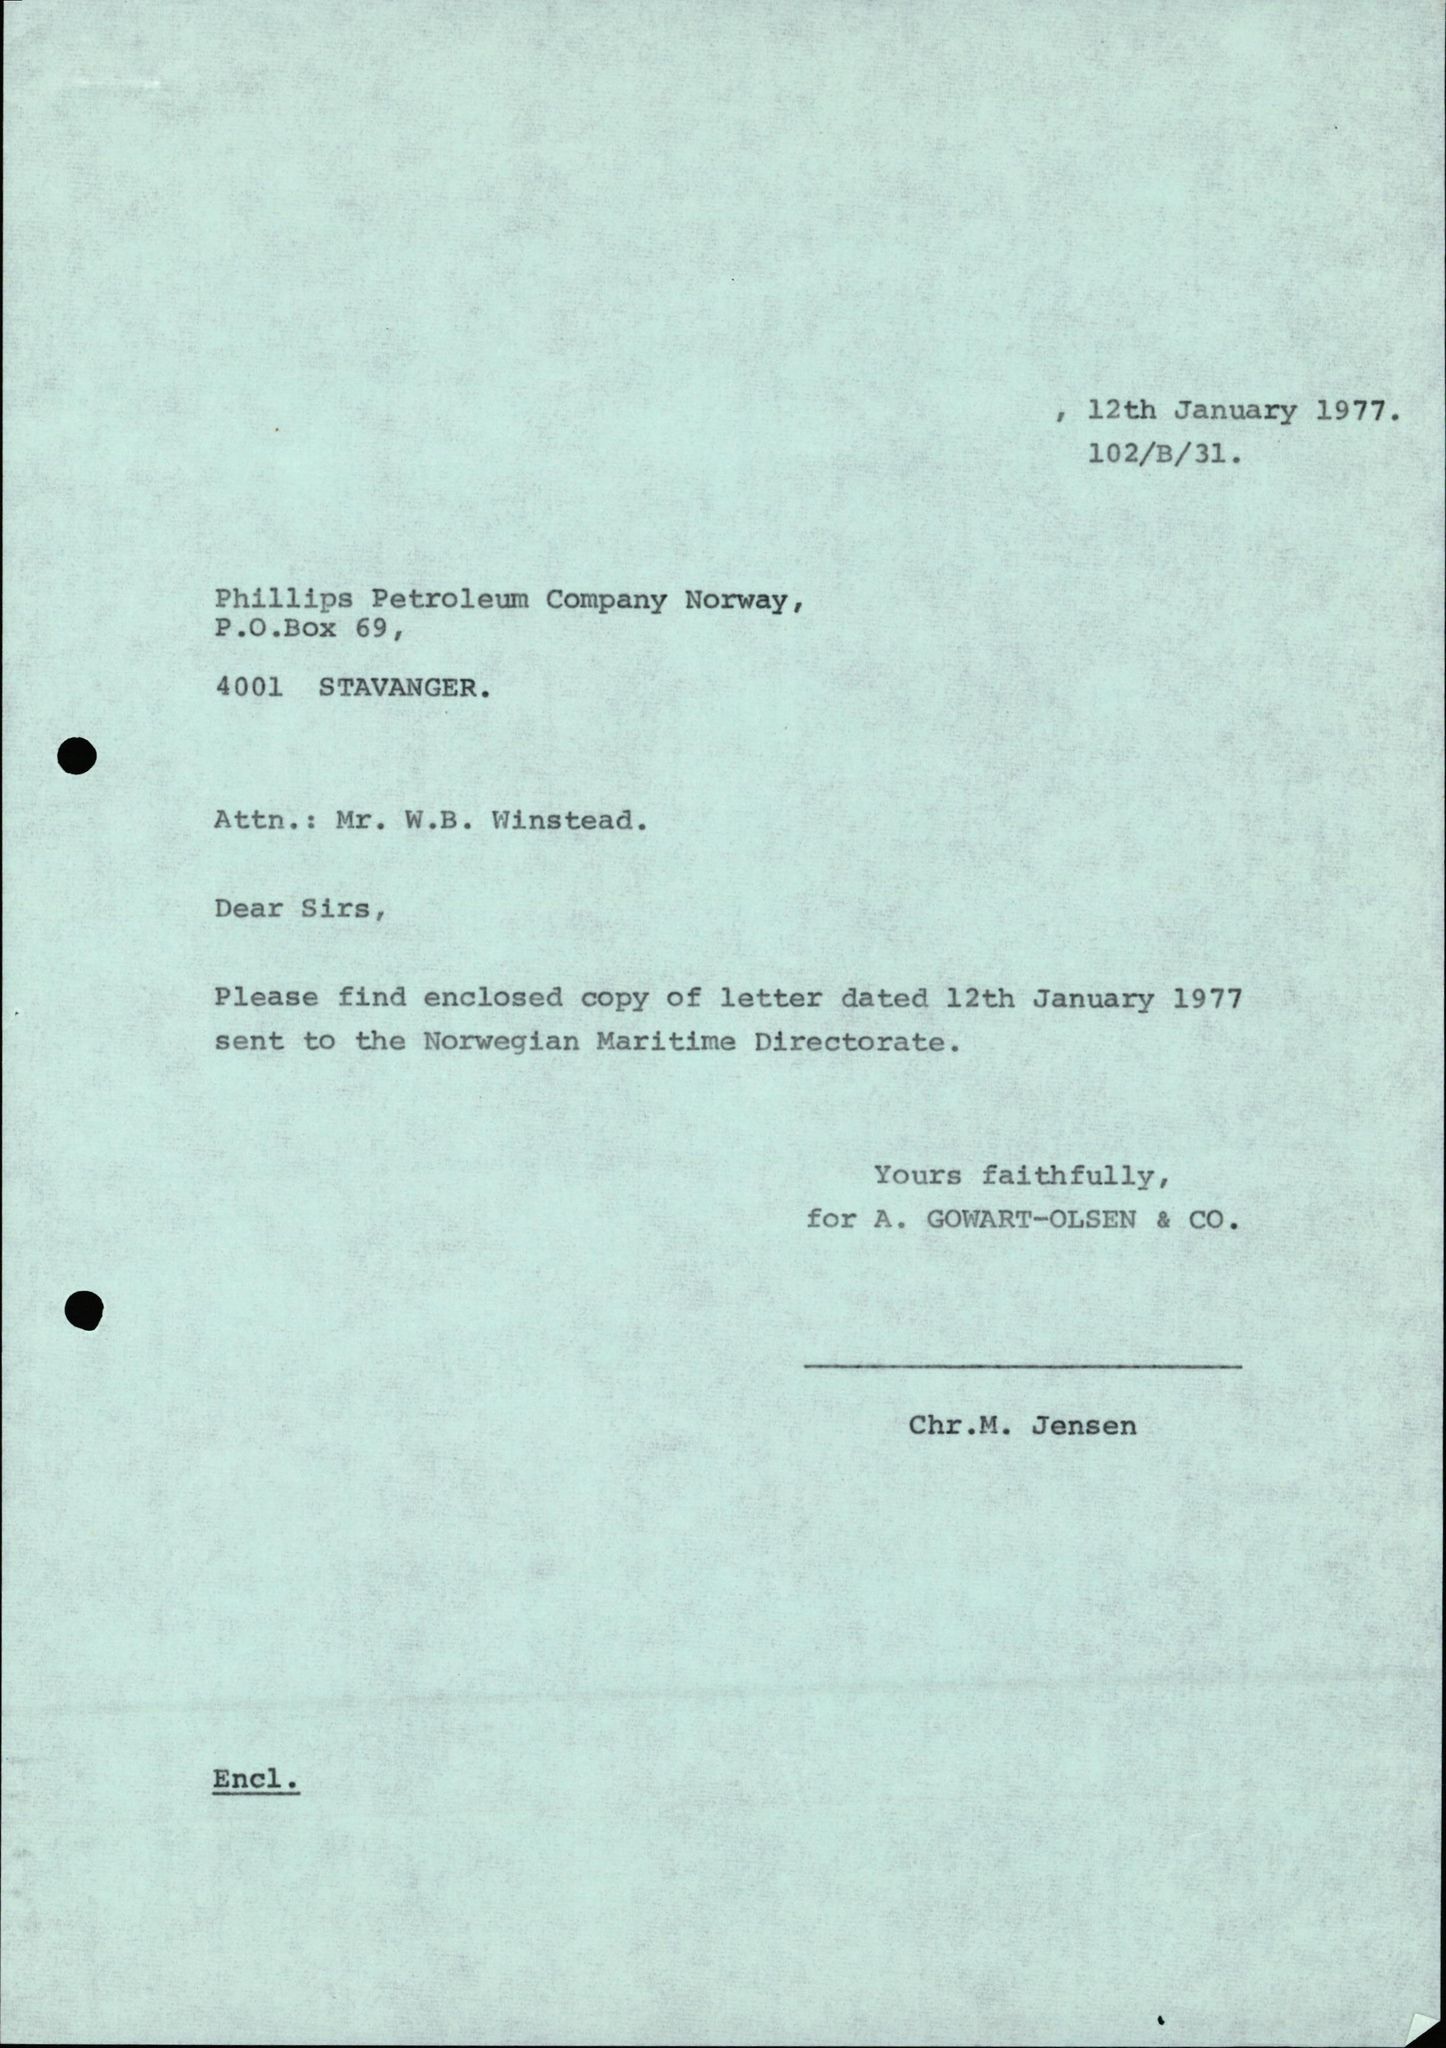 , 12th January 1977.
102/B/31.
Phillips Petroleum Company Norway,
P.O.Box 69,
4001 STAVANGER.
Attn.: Mr. W.B. Winstead.
Dear Sirs,
Please find enclosed copy of letter dated 12th January 1977
sent to the Norwegian Maritime Directorate.
Yours faithfully,
for A. GOWART-OLSEN & CO.
Chr.M. Jensen
Encl.